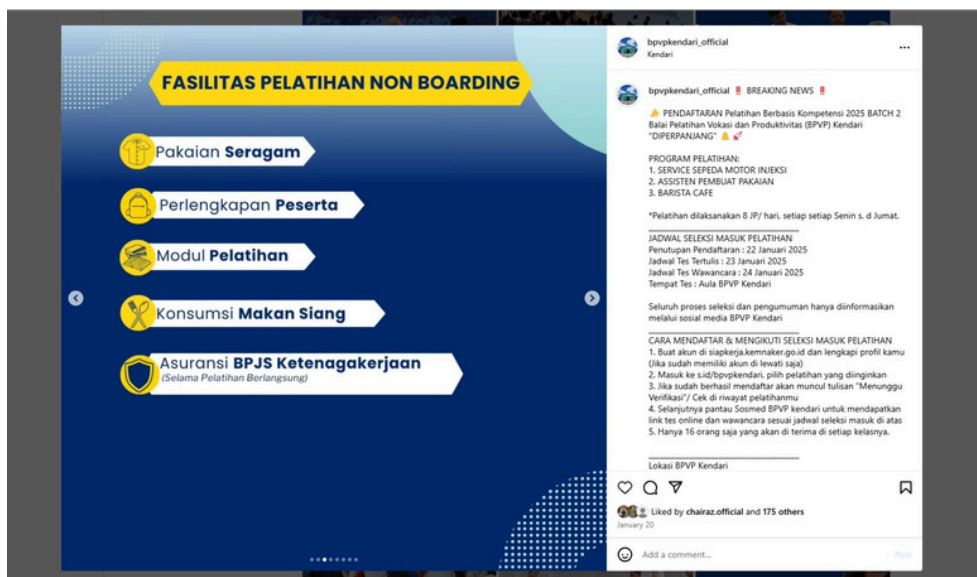 FASILITAS PELATIHAN NON BOARDING
Pakaian Seragam
Perlengkapan Peserta
Modul Pelatihan
Konsumsi Makan Siang
Asuransi BPJS Ketenagakerjaan
(Selama Pelatihan Berlangsung)
bpvpkendari_official
Kendari
bpvpkendari_official ‼️ BREAKING NEWS ‼️
PENDAFTARAN Pelatihan Berbasis Kompetensi 2025 BATCH 2
Balai Pelatihan Vokasi dan Produktivitas (BPVP) Kendari
"DIPERPANJANG"
PROGRAM PELATIHAN:
1. SERVICE SEPEDA MOTOR INJEKSI
2. ASSISTEN PEMBUAT PAKAIAN
3. BARISTA CAFE
*Pelatihan dilaksanakan 8 JP/ hari, setiap setiap Senin s. d Jumat.
JADWAL SELEKSI MASUK PELATIHAN
Penutupan Pendaftaran : 22 Januari 2025
Jadwal Tes Tertulis : 23 Januari 2025
Jadwal Tes Wawancara : 24 Januari 2025
Tempat Tes : Aula BPVP Kendari
Seluruh proses seleksi dan pengumuman hanya diinformasikan
melalui sosial media BPVP Kendari
CARA MENDAFTAR & MENGIKUTI SELEKSI MASUK PELATIHAN
1. Buat akun di siapkerja.kemnaker.go.id dan lengkapi profil kamu
(Jika sudah memiliki akun di lewati saja)
2. Masuk ke s.id/bpvpkendari, pilih pelatihan yang diinginkan
3. Jika sudah berhasil mendaftar akan muncul tulisan "Menunggu
Verifikasi"/ Cek di riwayat pelatihanmu
4. Selanjutnya pantau Sosmed BPVP kendari untuk mendapatkan
link tes online dan wawancara sesuai jadwal seleksi masuk di atas
5. Hanya 16 orang saja yang akan di terima di setiap kelasnya.
Lokasi BPVP Kendari
Liked by chairaz.official and 175 others
January 20
Add a comment...
Post